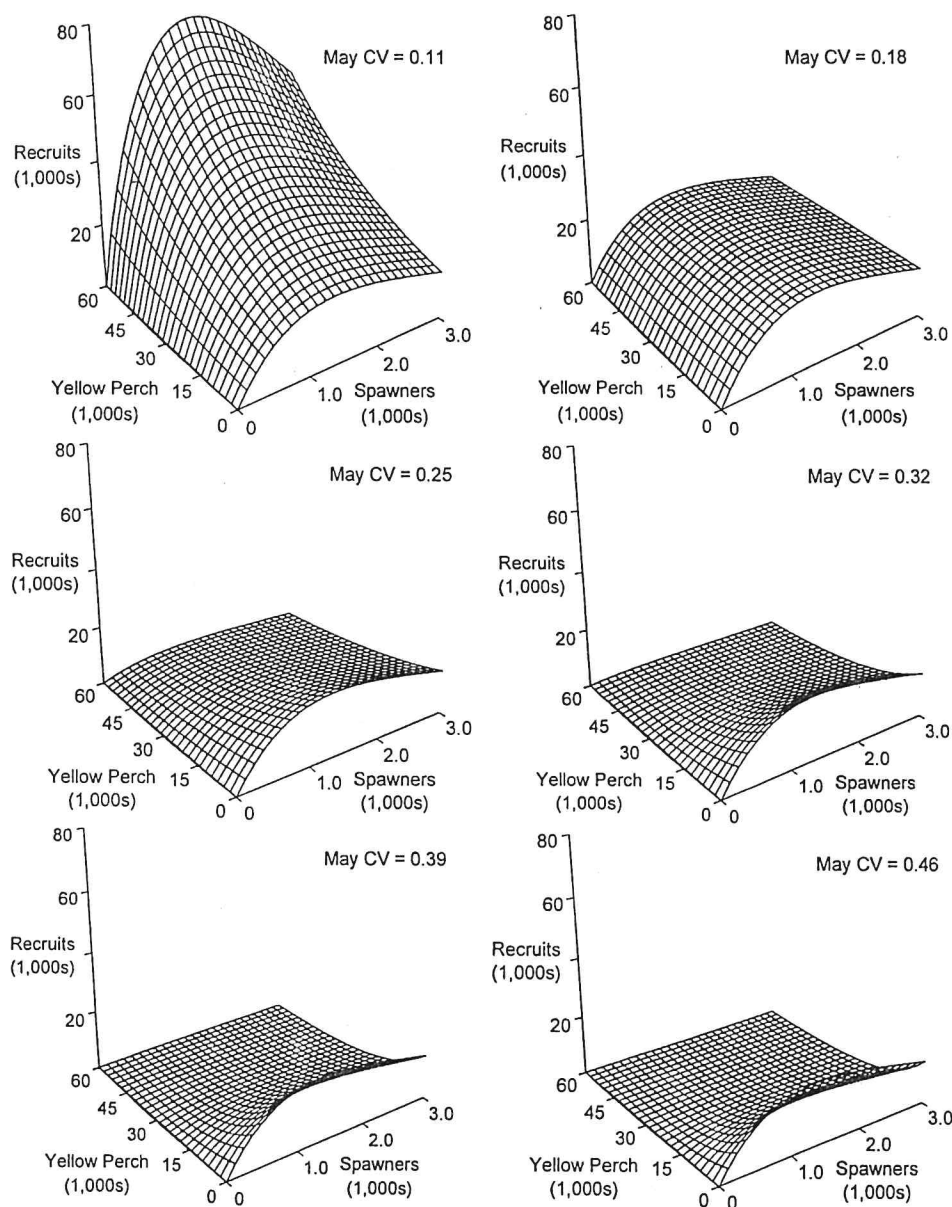 May CV = 0.11
80
60
Recruits
(1,000s)
20
60
45
30
15
0
Yellow Perch
(1,000s)
0
1.0
2.0
3.0
Spawners
(1,000s)
May CV = 0.18
80
60
Recruits
(1,000s)
20
60
45
30
15
0
Yellow Perch
(1,000s)
0
1.0
2.0
3.0
Spawners
(1,000s)
May CV = 0.25
80
60
Recruits
(1,000s)
20
60
45
30
15
0
Yellow Perch
(1,000s)
0
1.0
2.0
3.0
Spawners
(1,000s)
May CV = 0.32
80
60
Recruits
(1,000s)
20
60
45
30
15
0
Yellow Perch
(1,000s)
0
1.0
2.0
3.0
Spawners
(1,000s)
May CV = 0.39
80
60
Recruits
(1,000s)
20
60
45
30
15
0
Yellow Perch
(1,000s)
0
1.0
2.0
3.0
Spawners
(1,000s)
May CV = 0.46
80
60
Recruits
(1,000s)
20
60
45
30
15
0
Yellow Perch
(1,000s)
0
1.0
2.0
3.0
Spawners
(1,000s)